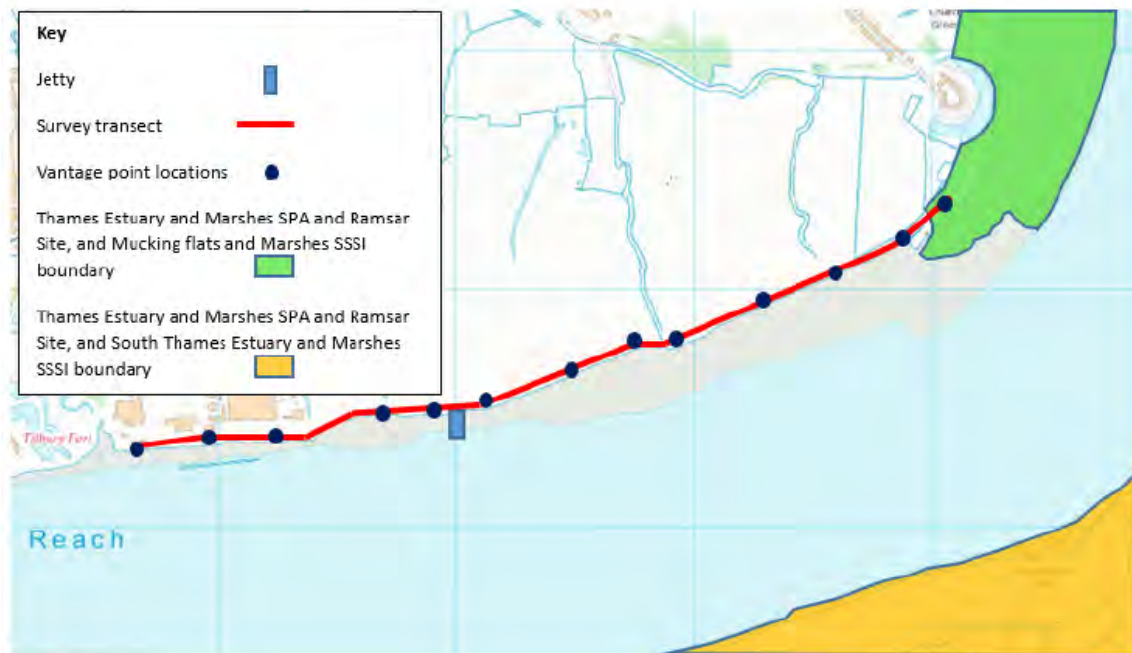 Key
Jetty
Survey transect
Vantage point locations
Thames Estuary and Marshes SPA and Ramsar
Site, and Mucking flats and Marshes SSSI
boundary
Thames Estuary and Marshes SPA and Ramsar
Site, and South Thames Estuary and Marshes
SSSI boundary
Tilbury Fort
Reach